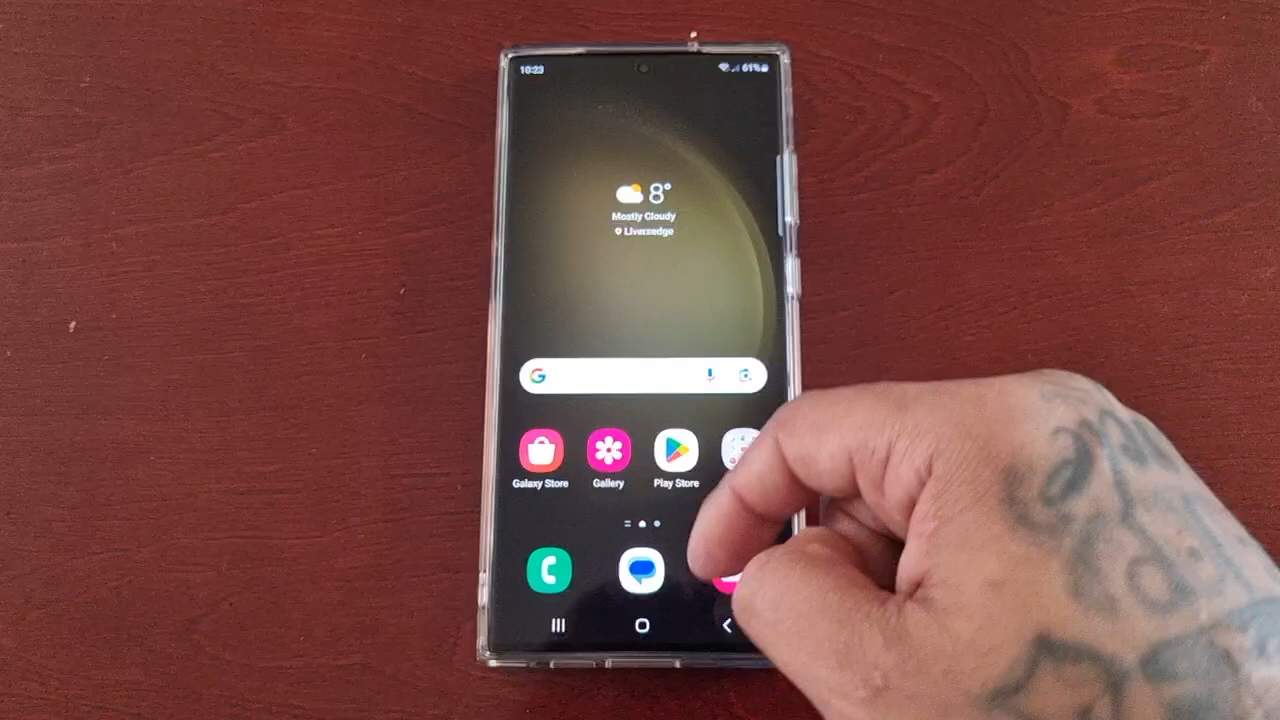 10:23
61%
8°
Mostly Cloudy
Liversedge
G
Galaxy Store
Gallery
Play Store